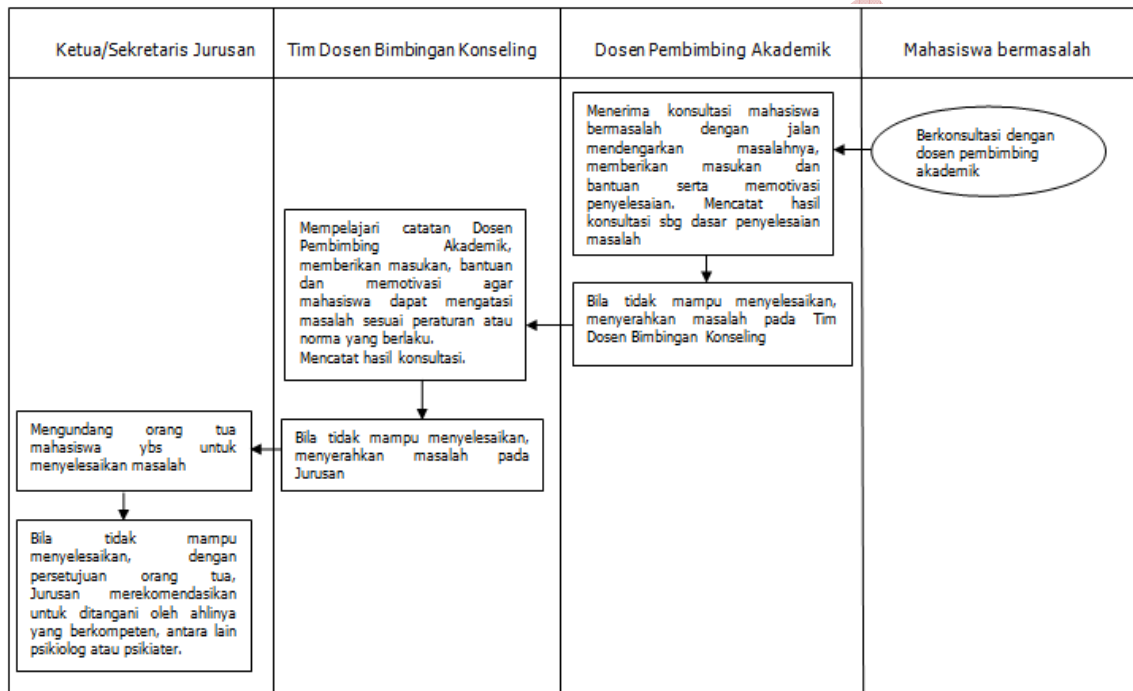 Ketua/Sekretaris Jurusan
Tim Dosen Bimbingan Konseling
Dosen Pembimbing Akademik
Mahasiswa bermasalah
Berkonsultasi dengan
dosen pembimbing
akademik
Menerima konsultasi mahasiswa
bermasalah dengan jalan
mendengarkan masalahnya,
memberikan masukan dan
bantuan serta memotivasi
penyelesaian. Mencatat hasil
konsultasi sbg dasar penyelesaian
masalah
Bila tidak mampu menyelesaikan,
menyerahkan masalah pada Tim
Dosen Bimbingan Konseling
Mempelajari catatan Dosen
Pembimbing Akademik,
memberikan masukan, bantuan
dan memotivasi agar
mahasiswa dapat mengatasi
masalah sesuai peraturan atau
norma yang berlaku.
Mencatat hasil konsultasi.
Bila tidak mampu menyelesaikan,
menyerahkan masalah pada
Jurusan
Mengundang orang tua
mahasiswa ybs untuk
menyelesaikan masalah
Bila tidak mampu
menyelesaikan, dengan
persetujuan orang tua,
Jurusan merekomendasikan
untuk ditangani oleh ahlinya
yang berkompeten, antara lain
psikiolog atau psikiater.